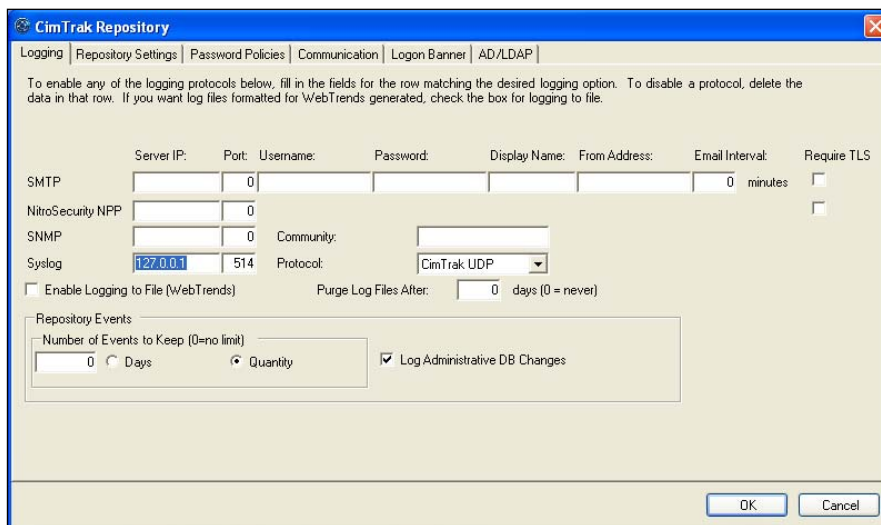 CimTrak Repository
Logging Repository Settings Password Policies Communication Logon Banner AD/LDAP
To enable any of the logging protocols below, fill in the fields for the row matching the desired logging option. To disable a protocol, delete the
data in that row. If you want log files formatted for WebTrends generated, check the box for logging to file.
Server IP: Port: Username: Password: Display Name: From Address: Email Interval: Require TLS
SMTP 0 0 minutes
NitroSecurity NPP 0
SNMP 0 Community:
Syslog 127.0.0.1 514 Protocol: CimTrak UDP
Enable Logging to File (WebTrends) Purge Log Files After: 0 days (0 = never)
Repository Events
Number of Events to Keep (0=no limit)
0 Days Quantity Log Administrative DB Changes
OK Cancel